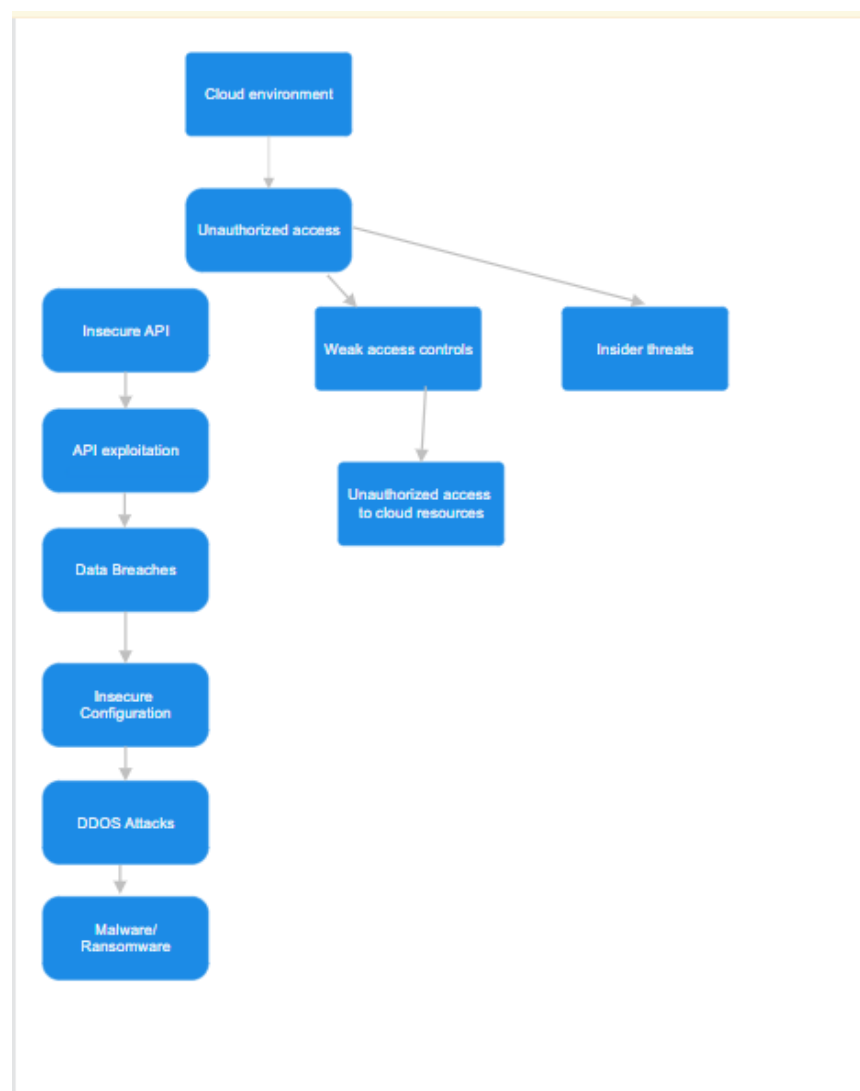 Cloud environment
Unauthorized access
Insecure API
Weak access controls
Insider threats
API exploitation
Unauthorized access
to cloud resources
Data Breaches
Insecure
Configuration
DDOS Attacks
Malware/
Ransomware